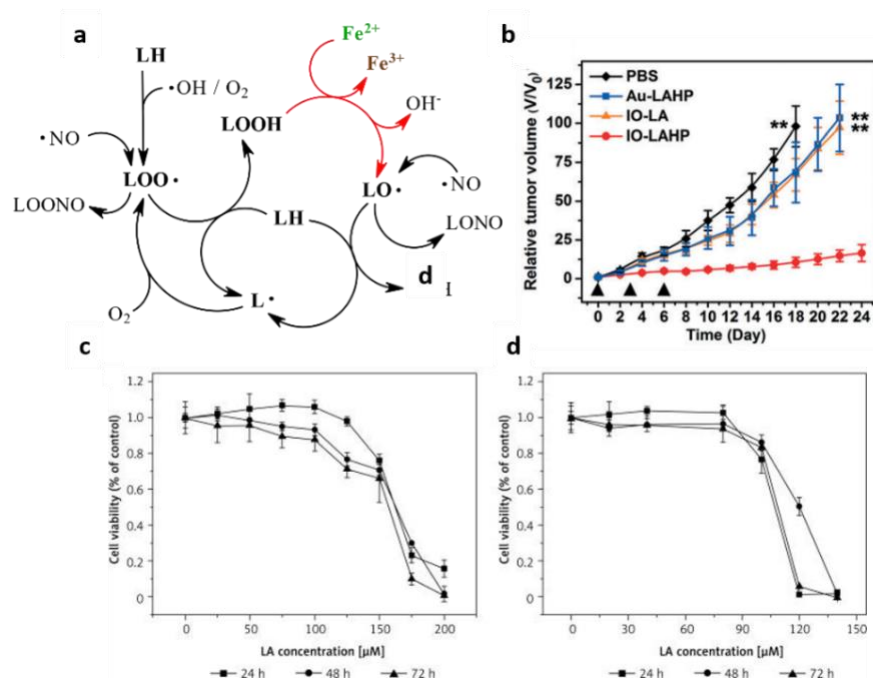 a
LH
•OH / O₂
Fe²⁺
Fe³⁺
OH⁻
•NO
LOOH
LOO •
LOONO
LH
LO •
•NO
LONO
d
O₂
L •
b
Relative tumor volume (V/V₀)
125
100
75
50
25
0
PBS
Au-LAHP
IO-LA
IO-LAHP
**
**
**
0 2 4 6 8 10 12 14 16 18 20 22 24
Time (Day)
c
Cell viability (% of control)
1.2
1.0
0.8
0.6
0.4
0.2
0
0 50 100 150 200
LA concentration [µM]
24 h 48 h 72 h
d
Cell viability (% of control)
1.2
1.0
0.8
0.6
0.4
0.2
0
0 30 60 90 120 150
LA concentration [µM]
24 h 48 h 72 h